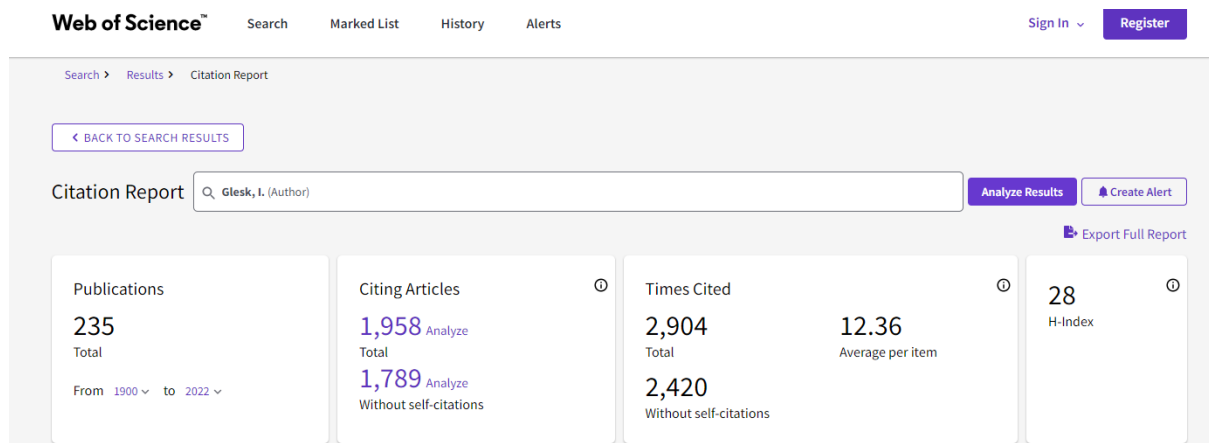 Web of Science™ Search Marked List History Alerts Sign In Register
Search Results Citation Report
BACK TO SEARCH RESULTS
Citation Report Glesk, I. (Author) Analyze Results Create Alert
Export Full Report
Publications
235
Total
From 1900 to 2022
Citing Articles
1,958 Analyze
Total
1,789 Analyze
Without self-citations
Times Cited
2,904
Total
12.36
Average per item
2,420
Without self-citations
28
H-Index